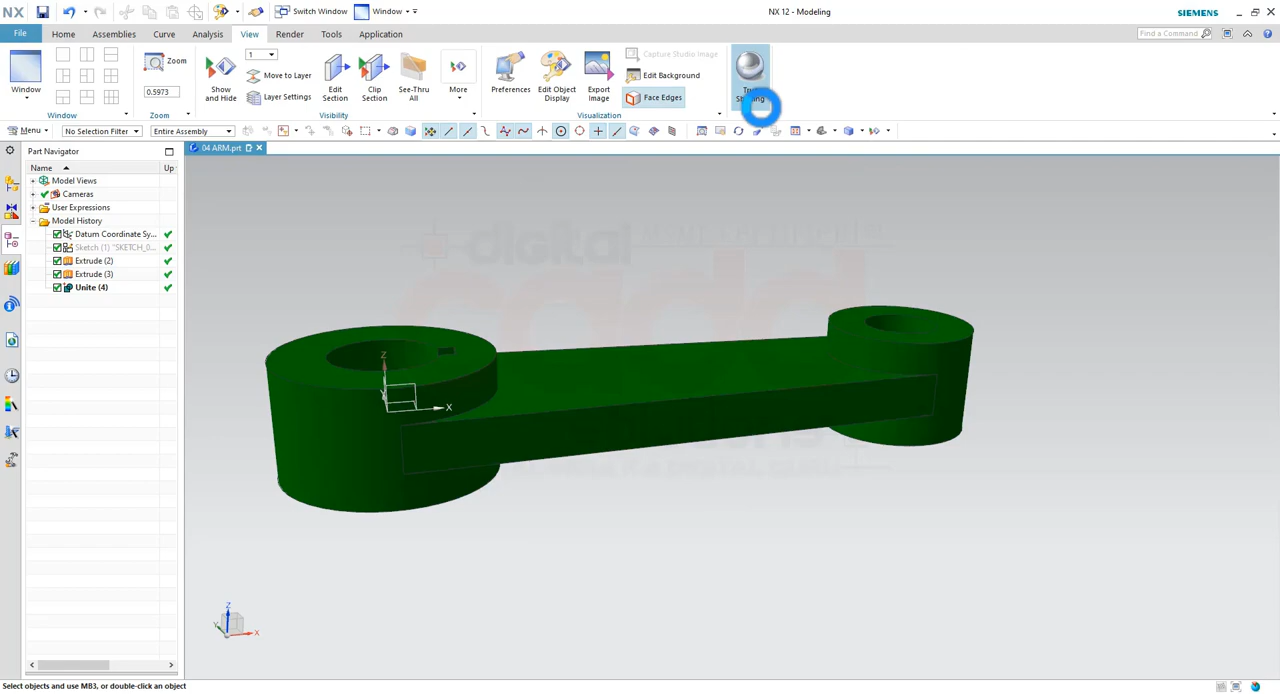 NX
Switch Window
Window
NX 12 - Modeling
SIEMENS
File
Home
Assemblies
Curve
Analysis
View
Render
Tools
Application
Find a Command
Window
Zoom
0.5973
Show and Hide
1
Move to Layer
Layer Settings
Edit Section
Clip Section
See-Thru All
More
Preferences
Edit Object Display
Export Image
Capture Studio Image
Edit Background
Face Edges
Window
Zoom
Visibility
Visualization
Menu
No Selection Filter
Entire Assembly
Part Navigator
04 ARM.prt
Name
Up
Model Views
Cameras
User Expressions
Model History
Datum Coordinate Sy...
Sketch (1) "SKETCH_0...
Extrude (2)
Extrude (3)
Unite (4)
digital
Z
Y
X
Z
Y
X
Select objects and use MB3, or double-click an object